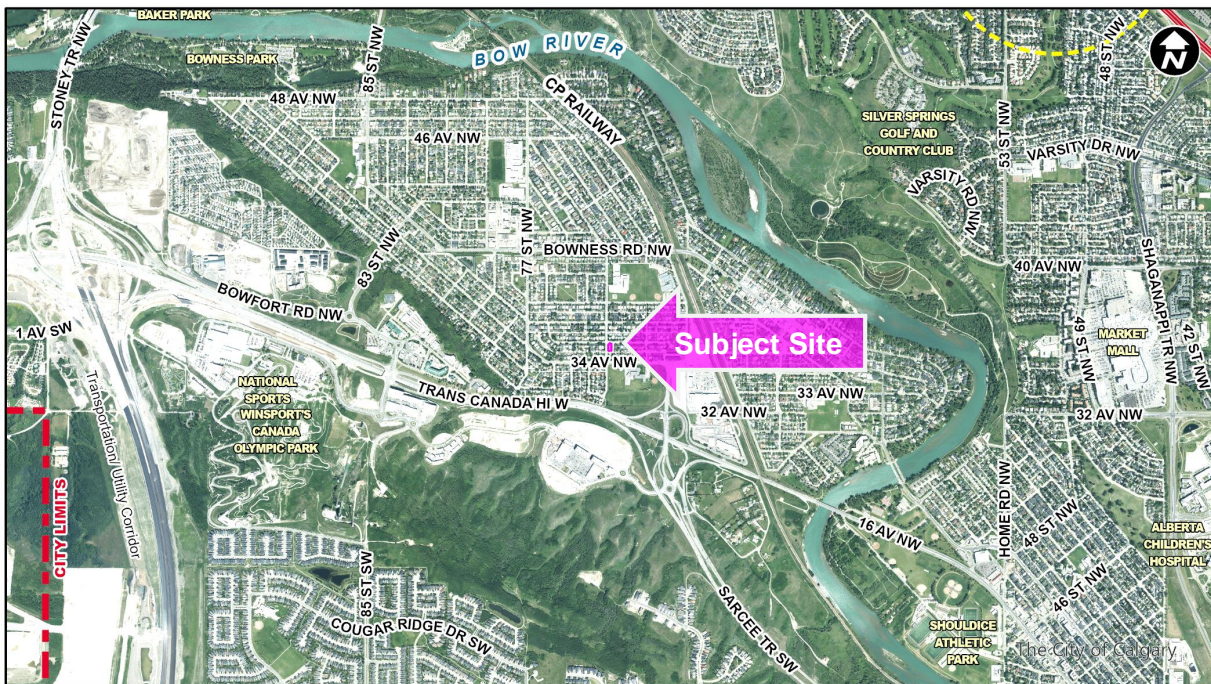 BAKER PARK
BOW RIVER
N
48 ST NW
STONEY TR NW
BOWNESS PARK
85 ST NW
CP RAILWAY
48 AV NW
46 AV NW
SILVER SPRINGS
GOLF AND
COUNTRY CLUB
53 ST NW
VARSITY DR NW
VARSITY RD NW
77 ST NW
83 ST NW
BOWNESS RD NW
40 AV NW
SHAGANAPPI TR NW
BOWFORT RD NW
1 AV SW
Subject Site
49 ST NW
MARKET
MALL
42 ST NW
34 AV NW
TRANS CANADA HI W
33 AV NW
32 AV NW
32 AV NW
NATIONAL
SPORTS
WINSPORT'S
CANADA
OLYMPIC PARK
Transportation/ Utility Corridor
CITY LIMITS
16 AV NW
HOME RD NW
48 ST NW
46 ST NW
ALBERTA
CHILDREN'S
HOSPITAL
85 ST SW
COUGAR RIDGE DR SW
SARCEE TR SW
SHOULDICE
ATHLETIC
PARK
The City of Calgary